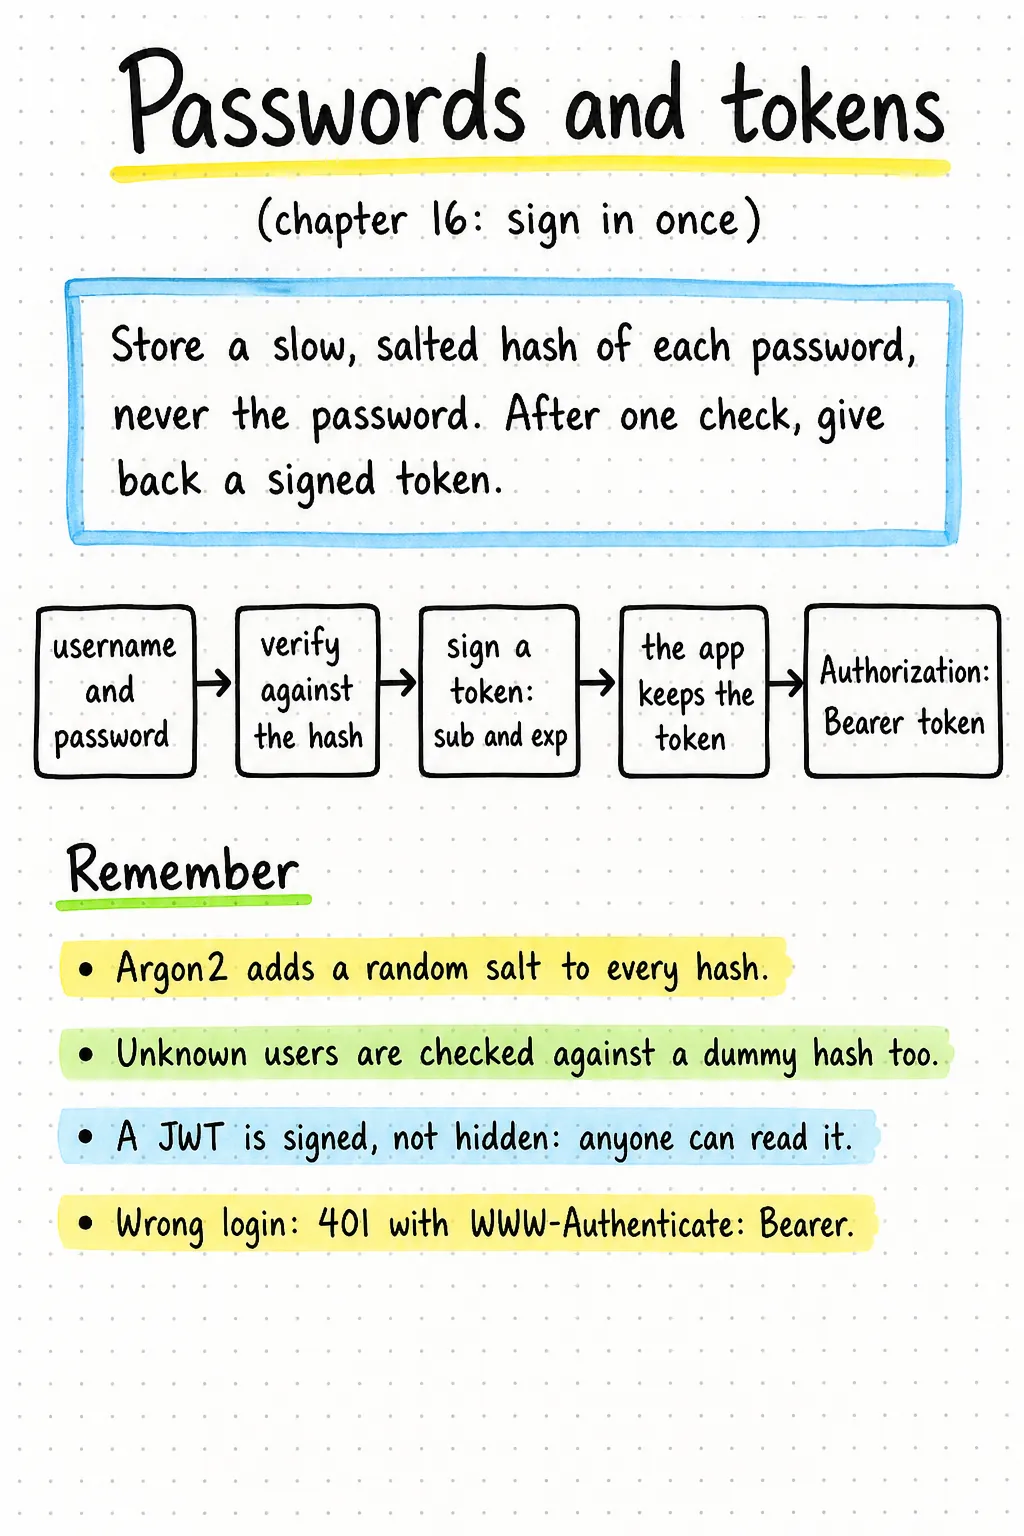 Passwords and tokens
(chapter 16: sign in once)
Store a slow, salted hash of each password,
never the password. After one check, give
back a signed token.
username
and
password
verify
against
the hash
sign a
token:
sub and exp
the app
keeps the
token
Authorization:
Bearer token
Remember
• Argon2 adds a random salt to every hash.
• Unknown users are checked against a dummy hash too.
• A JWT is signed, not hidden: anyone can read it.
• Wrong login: 401 with WWW-Authenticate: Bearer.